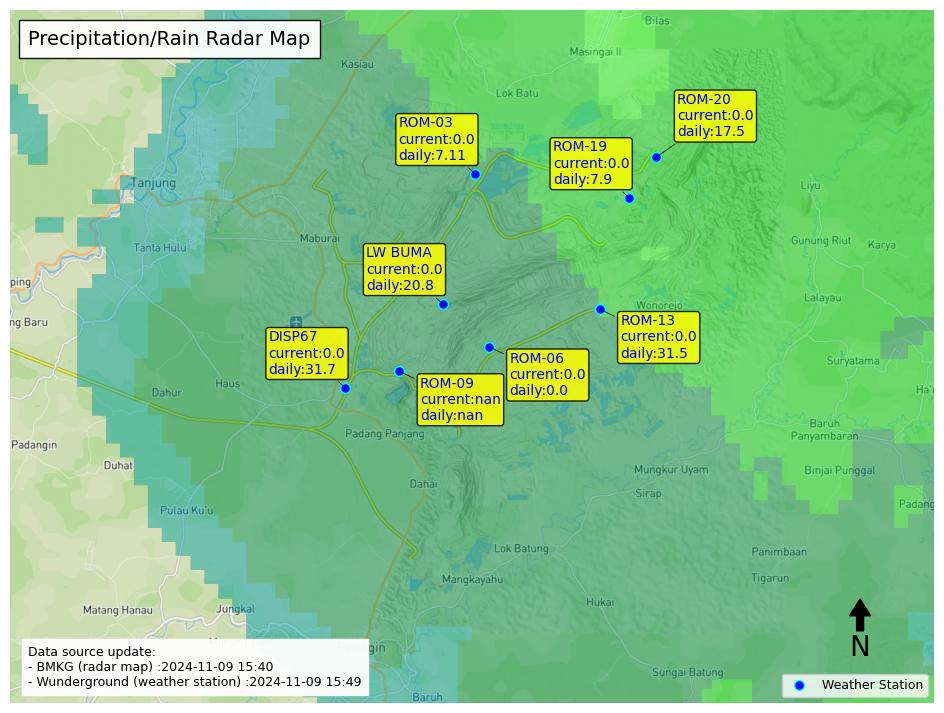 Precipitation/Rain Radar Map
Bilas
Masingai II
Kasiau
Lok Batu
ROM-20
current:0.0
daily:17.5
ROM-03
current:0.0
daily:7.11
ROM-19
current:0.0
daily:7.9
Tanjung
Liyu
Maburai
Tanta Hulu
Gunung Riut
Karya
LW BUMA
current:0.0
daily:20.8
ping
Lalayau
Wonorejo
ng Baru
ROM-13
current:0.0
daily:31.5
DISP67
current:0.0
daily:31.7
ROM-06
current:0.0
daily:0.0
Suryatama
ROM-09
current:nan
daily:nan
Haus
Dahur
Ha'
Baruh
Panyambaran
Padang Panjang
Padangin
Duhat
Mungkur Uyam
Binjai Punggal
Dahai
Sirap
Padang
Pulau Ku'u
Lok Batung
Panimbaan
Mangkayahu
Tigarun
Matang Hanau
Jungkal
Hukai
N
gin
Data source update:
- BMKG (radar map) :2024-11-09 15:40
- Wunderground (weather station) :2024-11-09 15:49
Sungai Batung
Weather Station
Baruh